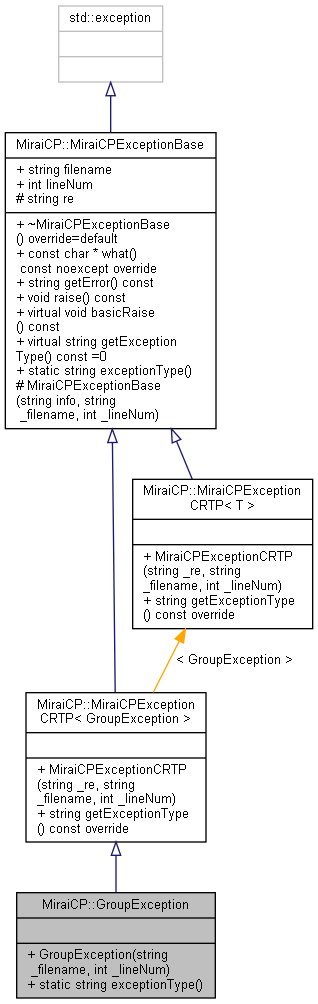 std::exception
MiraiCP::MiraiCPExceptionBase
+ string filename
+ int lineNum
# string re
+ ~MiraiCPExceptionBase
() override=default
+ const char * what()
 const noexcept override
+ string getError() const
+ void raise() const
+ virtual void basicRaise
() const
+ virtual string getException
Type() const =0
+ static string exceptionType()
# MiraiCPExceptionBase
(string info, string
 _filename, int _lineNum)
MiraiCP::MiraiCPException
CRTP< T >
+ MiraiCPExceptionCRTP
(string _re, string
_filename, int _lineNum)
+ string getExceptionType
() const override
< GroupException >
MiraiCP::MiraiCPException
CRTP< GroupException >
+ MiraiCPExceptionCRTP
(string _re, string
_filename, int _lineNum)
+ string getExceptionType
() const override
MiraiCP::GroupException
+ GroupException(string
 _filename, int _lineNum)
+ static string exceptionType()